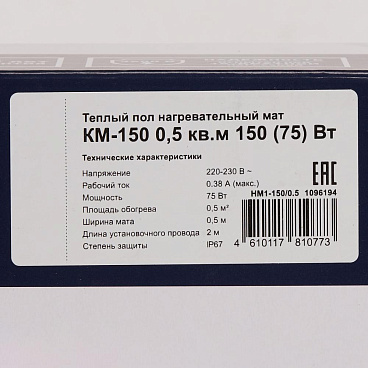 Теплый пол нагревательный мат
КМ-150 0,5 кв.м 150 (75) Вт
Технические характеристики
Напряжение 220-230 В ~
Рабочий ток 0.38 А (макс.)
Мощность 75 Вт
Площадь обогрева 0,5 м²
Ширина мата 0,5 м
Длина установочного провода 2 м
Степень защиты IP67
ЕАС
НМ1-150/0.5 1096194
4 610117 810773